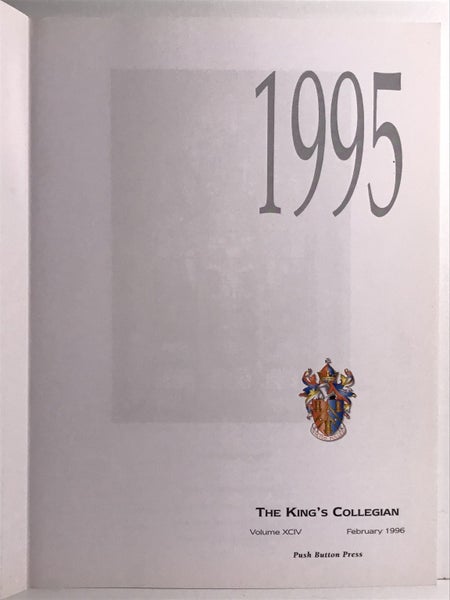 1995
THE KING'S COLLEGIAN
Volume XCIV February 1996
Push Button Press